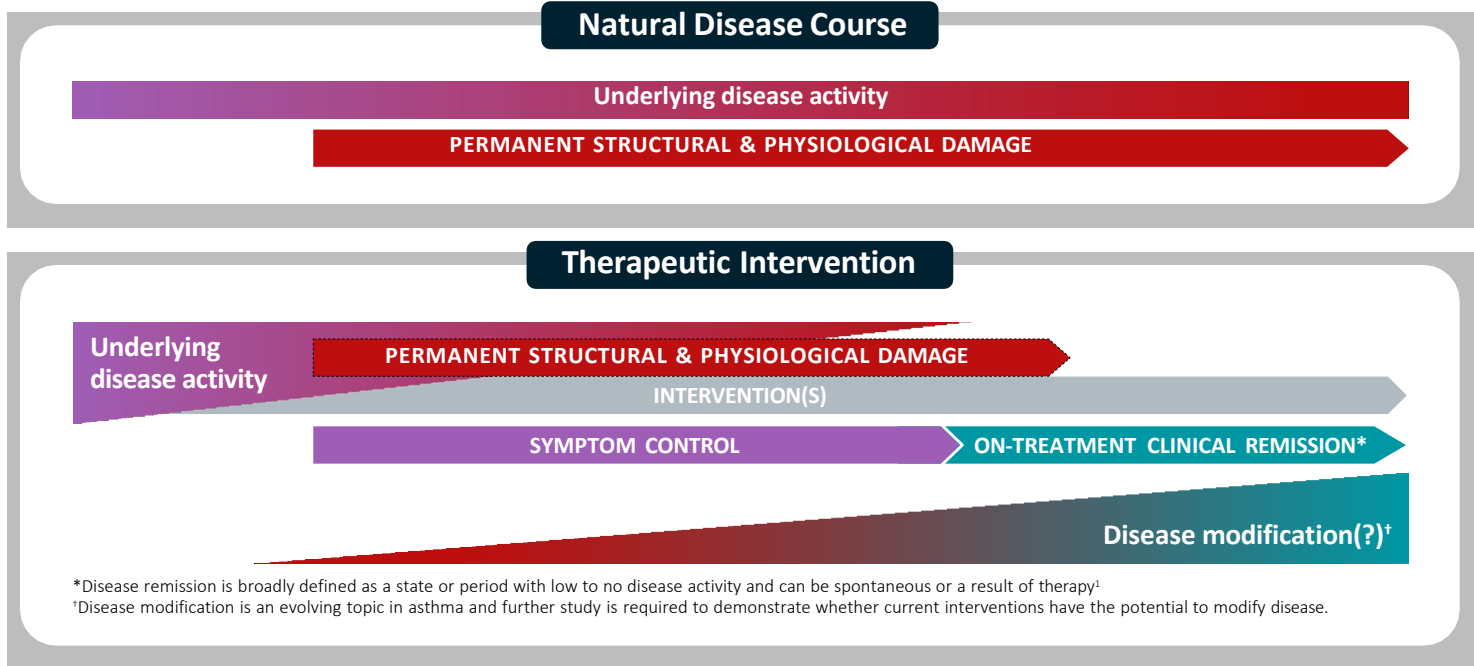 Natural Disease Course
Underlying disease activity
PERMANENT STRUCTURAL & PHYSIOLOGICAL DAMAGE
Therapeutic Intervention
Underlying
disease activity
PERMANENT STRUCTURAL & PHYSIOLOGICAL DAMAGE
INTERVENTION(S)
SYMPTOM CONTROL
ON-TREATMENT CLINICAL REMISSION*
Disease modification(?)†
*Disease remission is broadly defined as a state or period with low to no disease activity and can be spontaneous or a result of therapy¹
†Disease modification is an evolving topic in asthma and further study is required to demonstrate whether current interventions have the potential to modify disease.